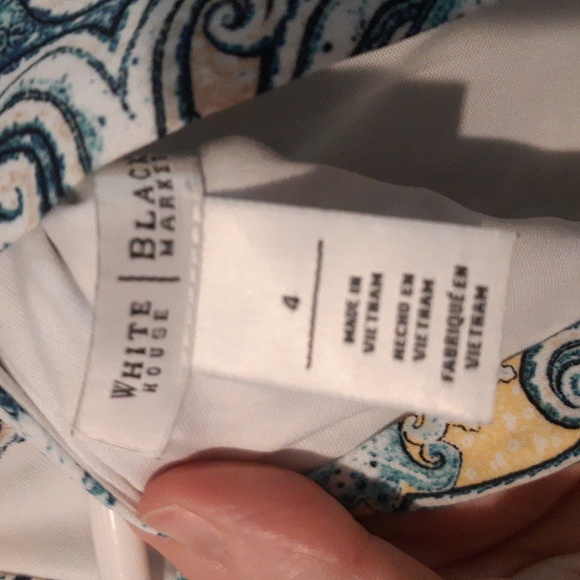 WHITE | BLACK
HOUSE | MARKET
4
MADE IN
VIETNAM
HECHO EN
VIETNAM
FABRIQUÉ EN
VIETNAM